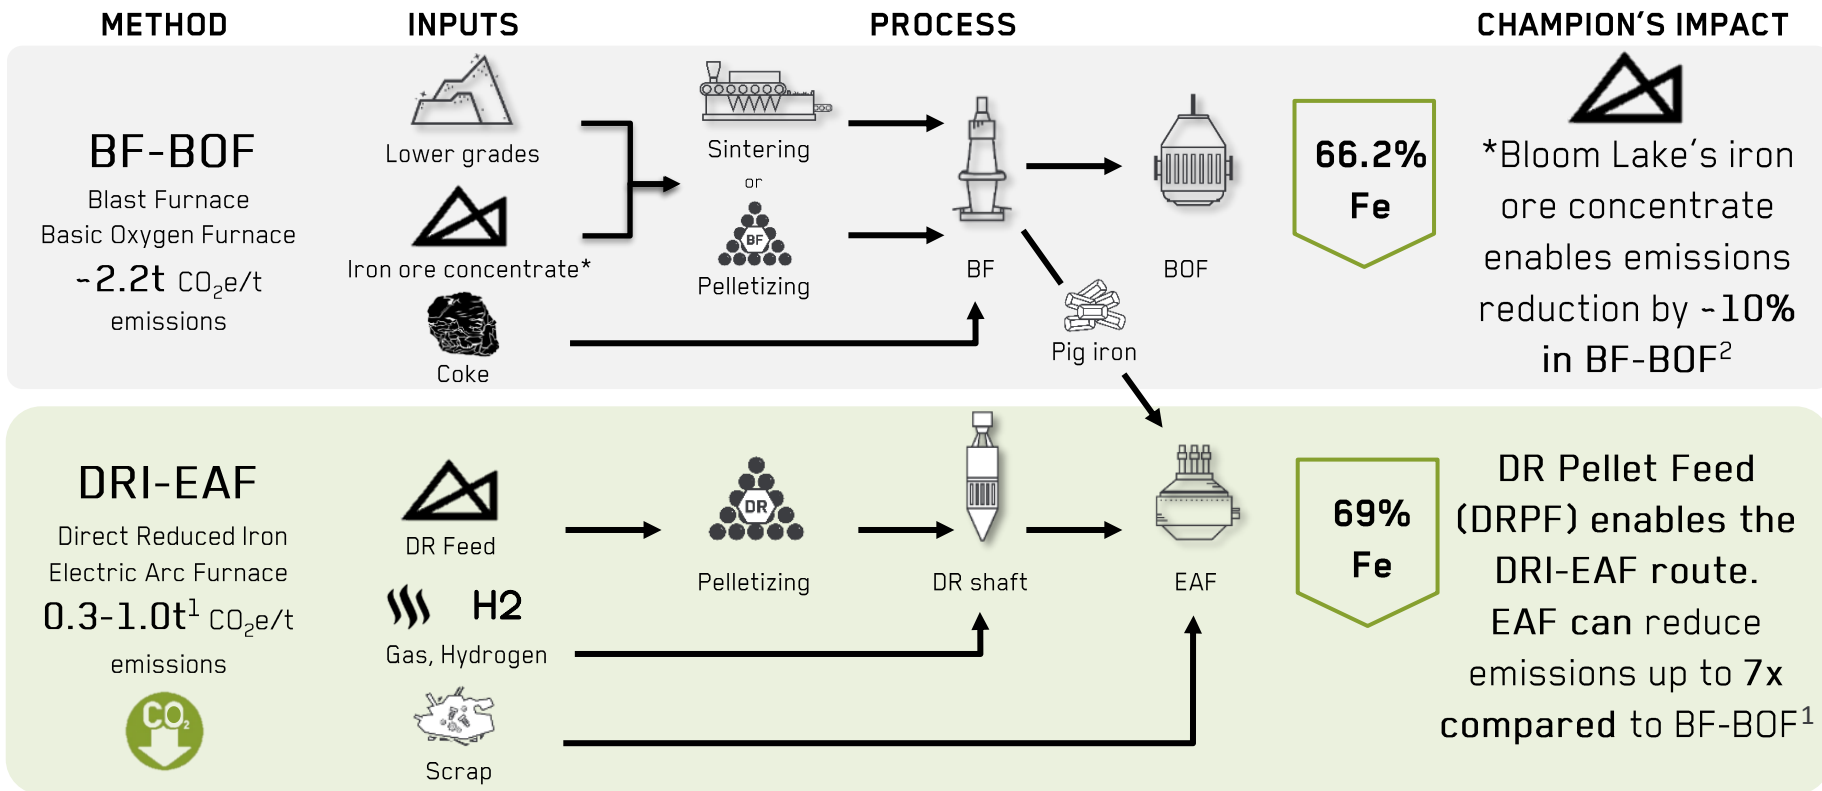 METHOD
INPUTS
PROCESS
CHAMPION'S IMPACT
BF-BOF
Blast Furnace
Basic Oxygen Furnace
~2.2t CO₂e/t
emissions
Lower grades
Iron ore concentrate*
Coke
Sintering
or
BF
Pelletizing
BF
BOF
Pig iron
66.2%
Fe
*Bloom Lake's iron
ore concentrate
enables emissions
reduction by ~10%
in BF-BOF²
DRI-EAF
Direct Reduced Iron
Electric Arc Furnace
0.3-1.0t¹ CO₂e/t
emissions
CO₂
DR Feed
H2
Gas, Hydrogen
Scrap
DR
Pelletizing
DR shaft
EAF
69%
Fe
DR Pellet Feed
(DRPF) enables the
DRI-EAF route.
EAF can reduce
emissions up to 7x
compared to BF-BOF¹